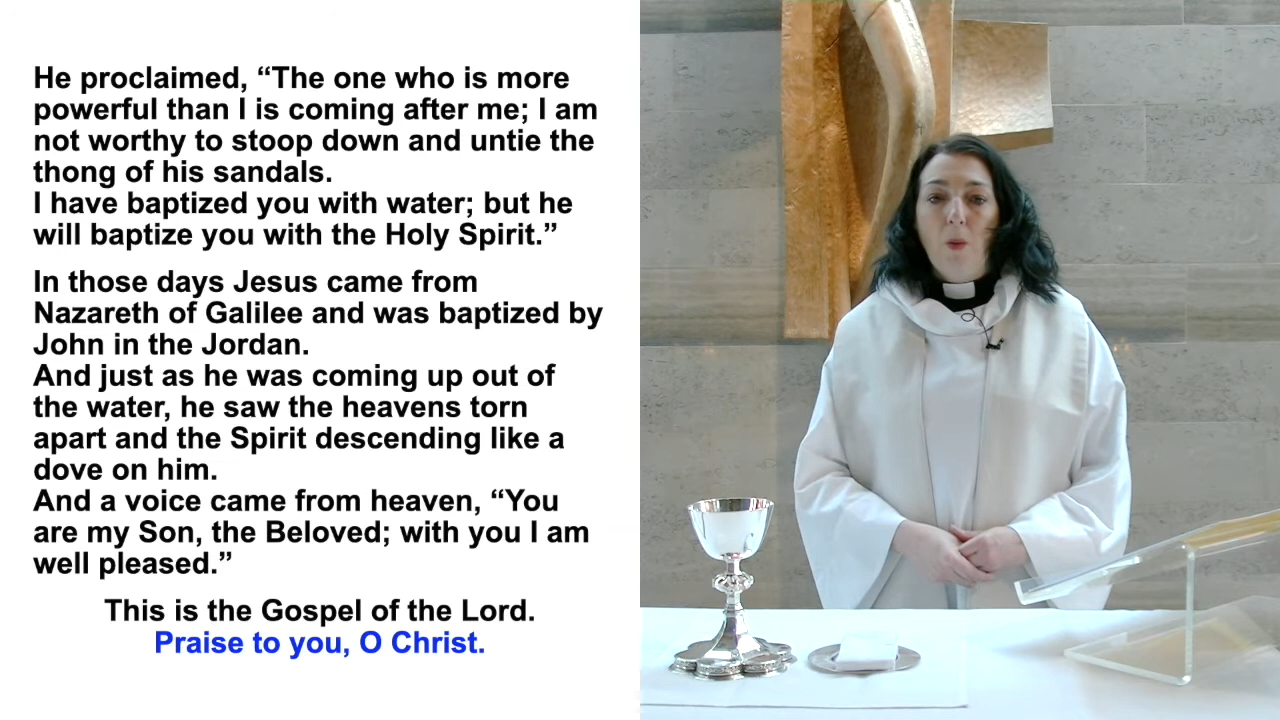 He proclaimed, “The one who is more
powerful than I is coming after me; I am
not worthy to stoop down and untie the
thong of his sandals.
I have baptized you with water; but he
will baptize you with the Holy Spirit.”
In those days Jesus came from
Nazareth of Galilee and was baptized by
John in the Jordan.
And just as he was coming up out of
the water, he saw the heavens torn
apart and the Spirit descending like a
dove on him.
And a voice came from heaven, “You
are my Son, the Beloved; with you I am
well pleased.”
This is the Gospel of the Lord.
Praise to you, O Christ.